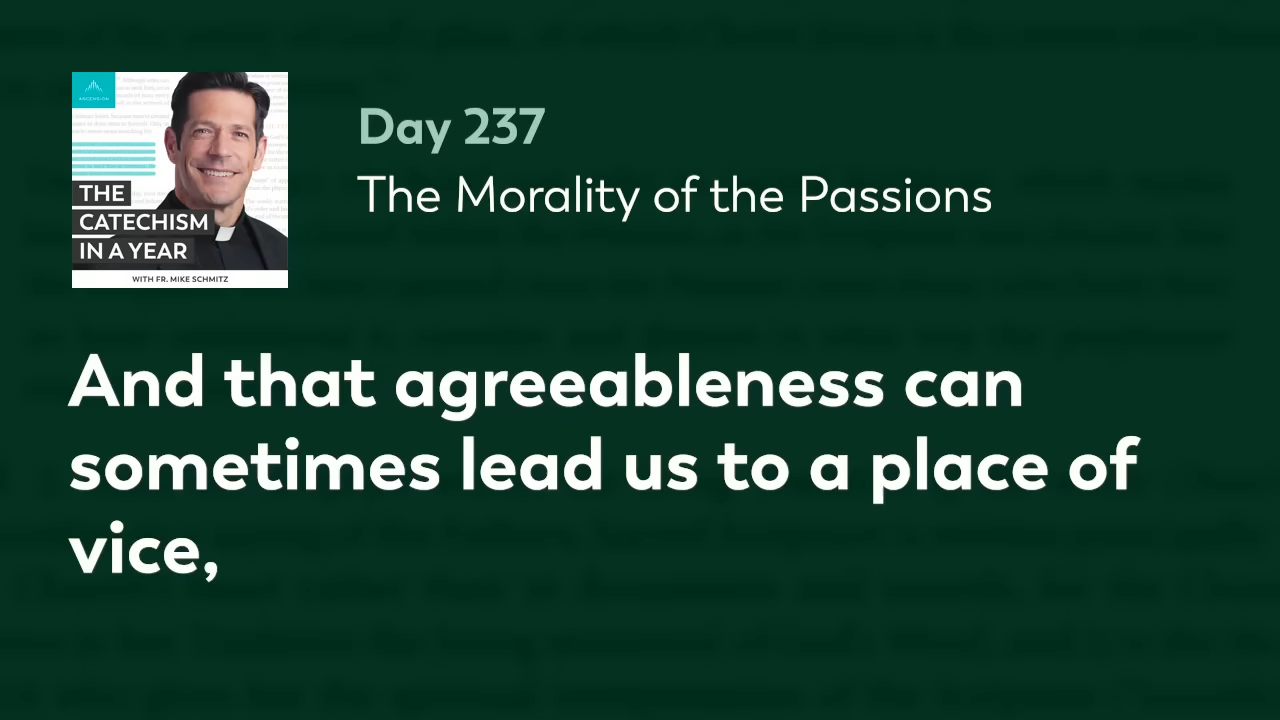 ASCENSION
THE
CATECHISM
IN A YEAR
WITH FR. MIKE SCHMITZ
Day 237
The Morality of the Passions
And that agreeableness can
sometimes lead us to a place of
vice,